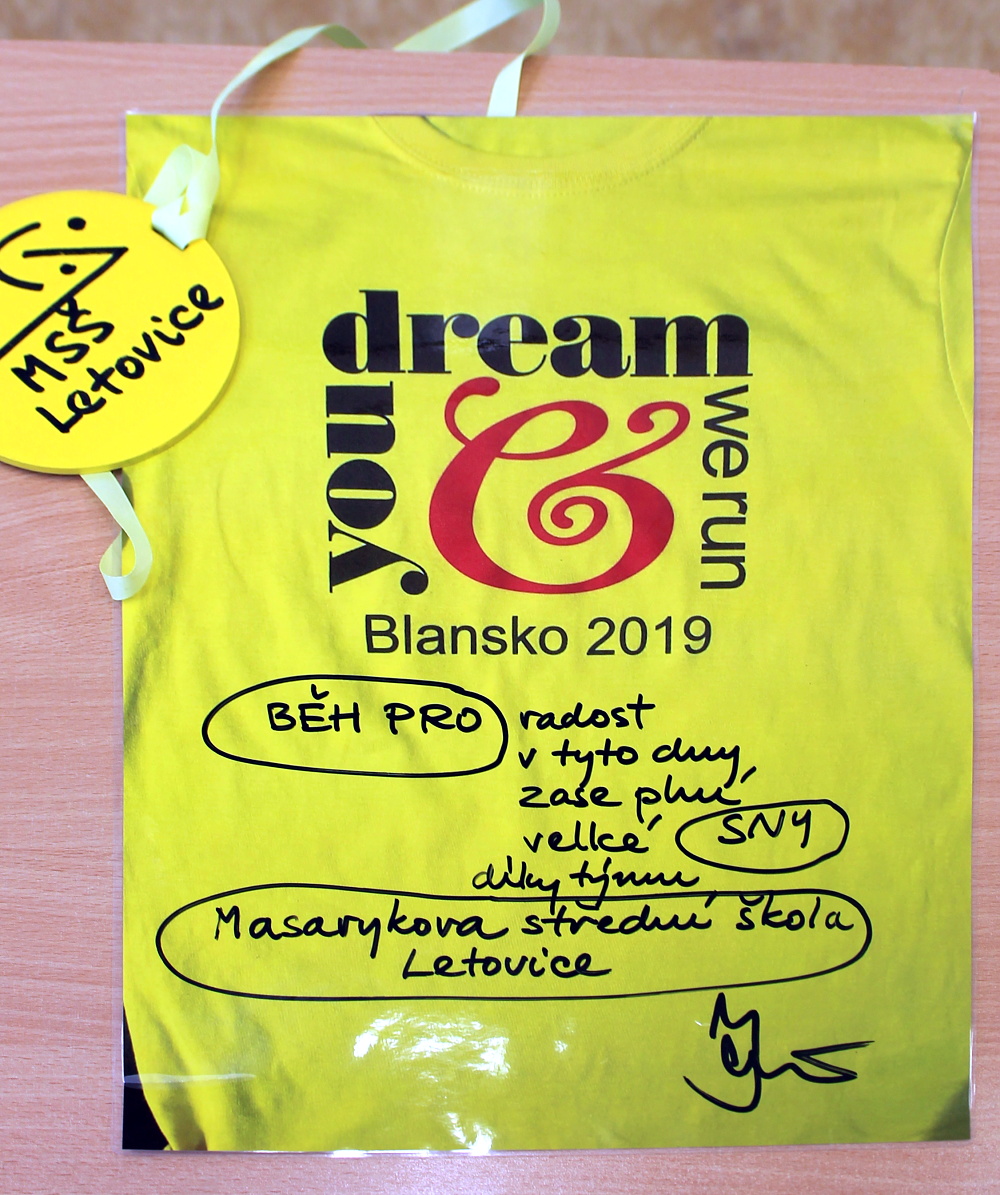 MSŠ
Letovice
you
dream
&
we run
Blansko 2019
BĚH PRO radost
v tyto dny
zase plní
velké SNY
díky týmu
Masarykova střední škola
Letovice